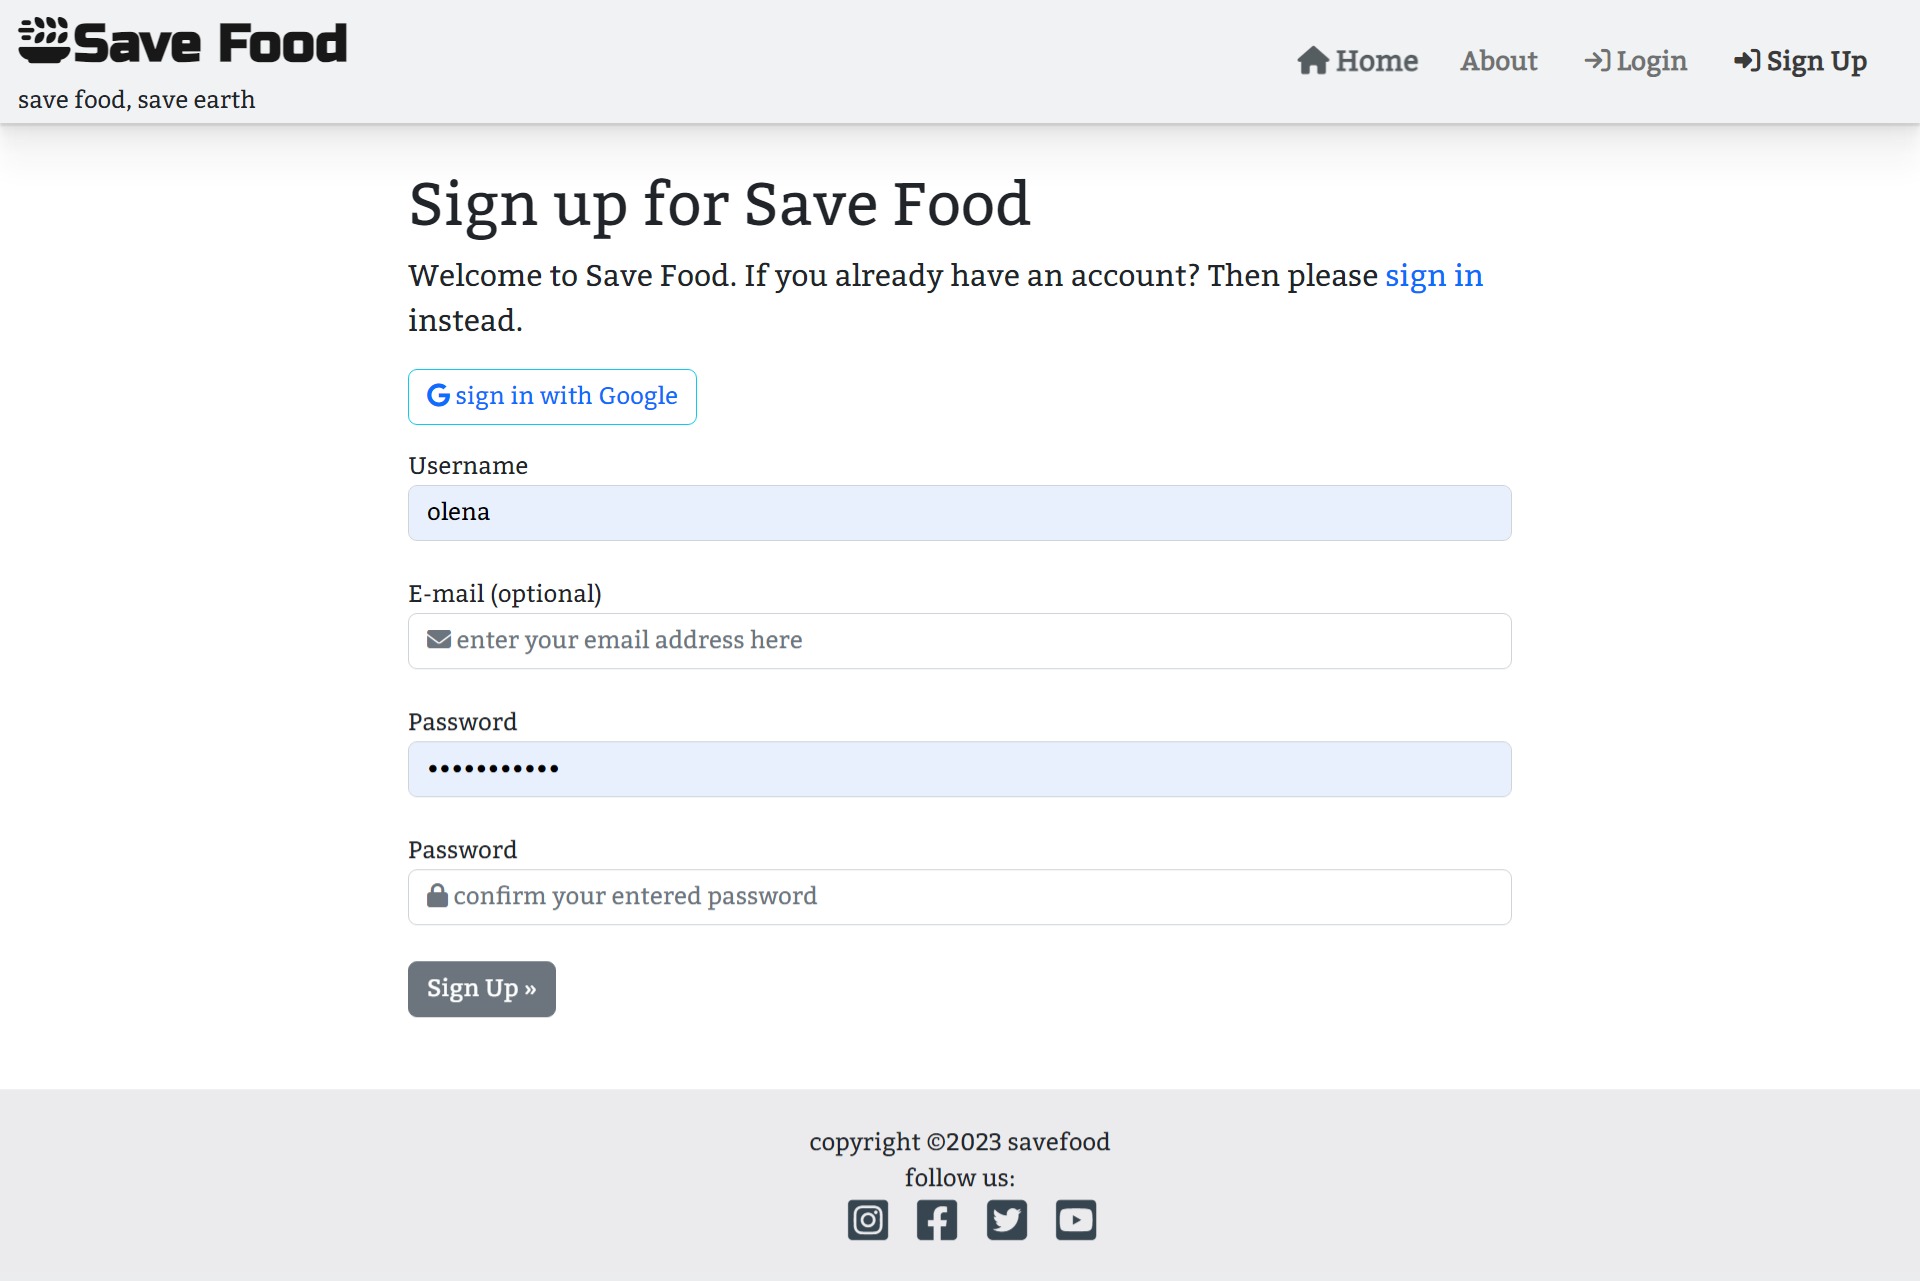 Save Food
save food, save earth
Home
About
Login
Sign Up
Sign up for Save Food
Welcome to Save Food. If you already have an account? Then please sign in
instead.
sign in with Google
Username
olena
E-mail (optional)
enter your email address here
Password
•••••••••••
Password
confirm your entered password
Sign Up »
copyright ©2023 savefood
follow us: